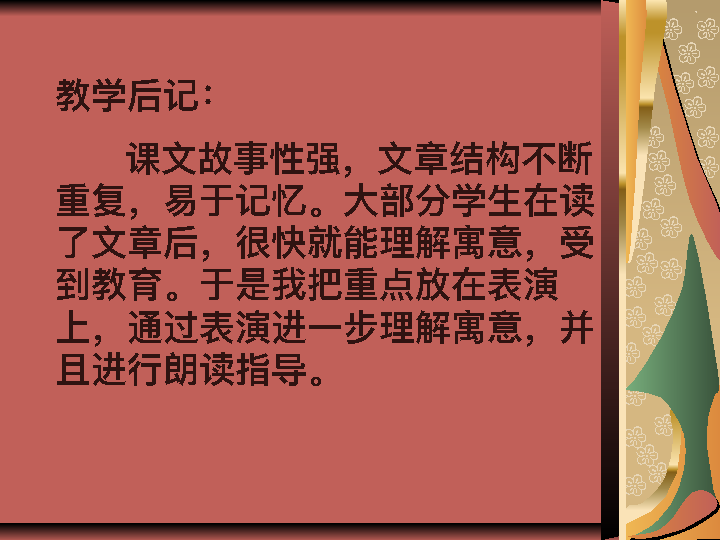 教学后记：
课文故事性强，文章结构不断
重复，易于记忆。大部分学生在读
了文章后，很快就能理解寓意，受
到教育。于是我把重点放在表演
上，通过表演进一步理解寓意，并
且进行朗读指导。